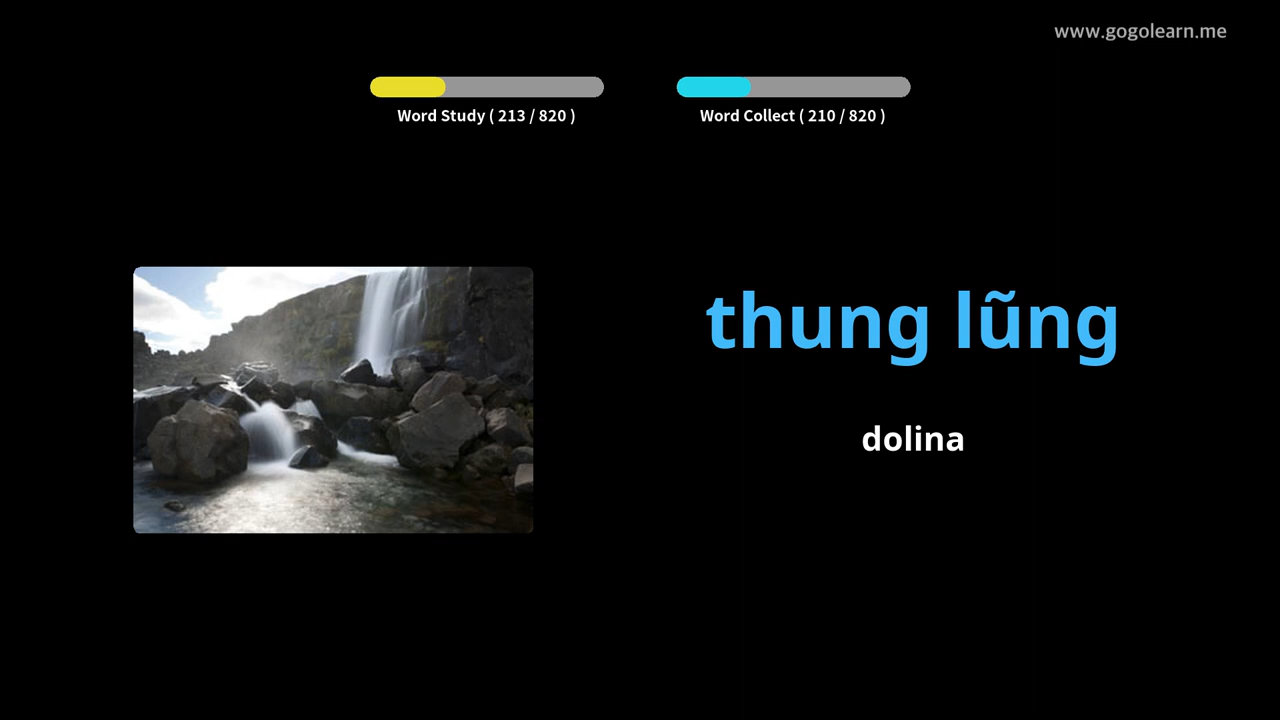 www.gogolearn.me
Word Study ( 213 / 820 )
Word Collect ( 210 / 820 )
thung lũng
dolina